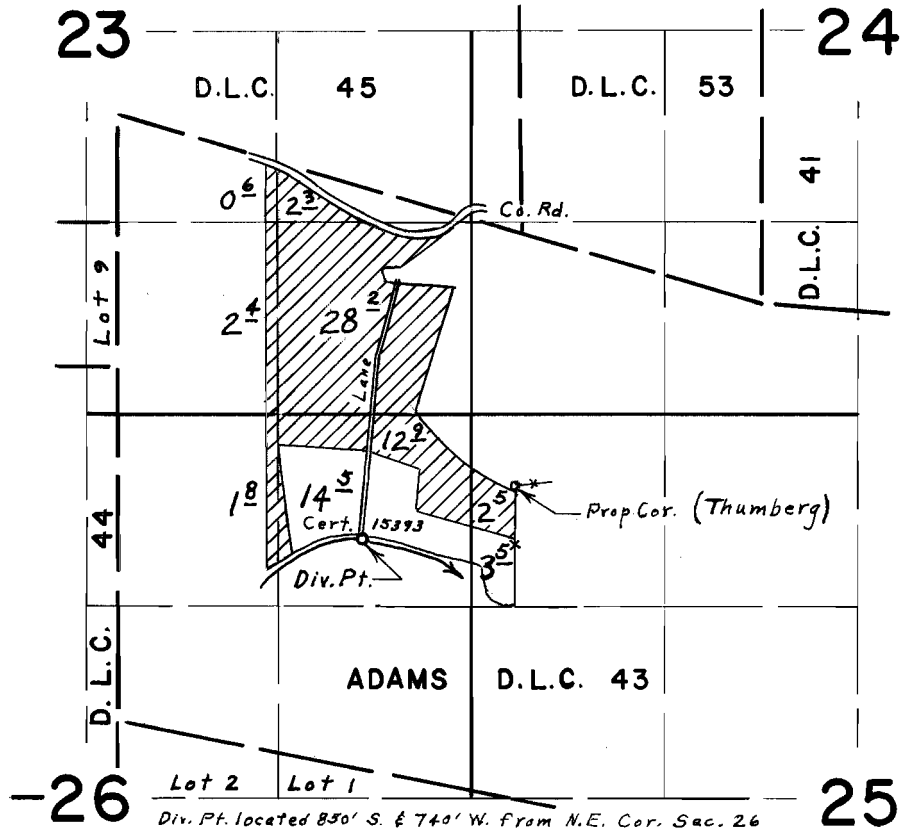 23
24
D.L.C. 45
D.L.C. 53
D.L.C. 41
0 6
2 3
Co. Rd.
Lot 9
2 4
28 2
Lane
12 9
1 8
14 5
Cert. 15393
2 5
Prop Cor. (Thumberg)
Div. Pt.
3 5
D.L.C. 44
ADAMS D.L.C. 43
Lot 2 Lot 1
-26
25
Div. Pt. located 850' S. & 740' W. from N.E. Cor. Sec. 26